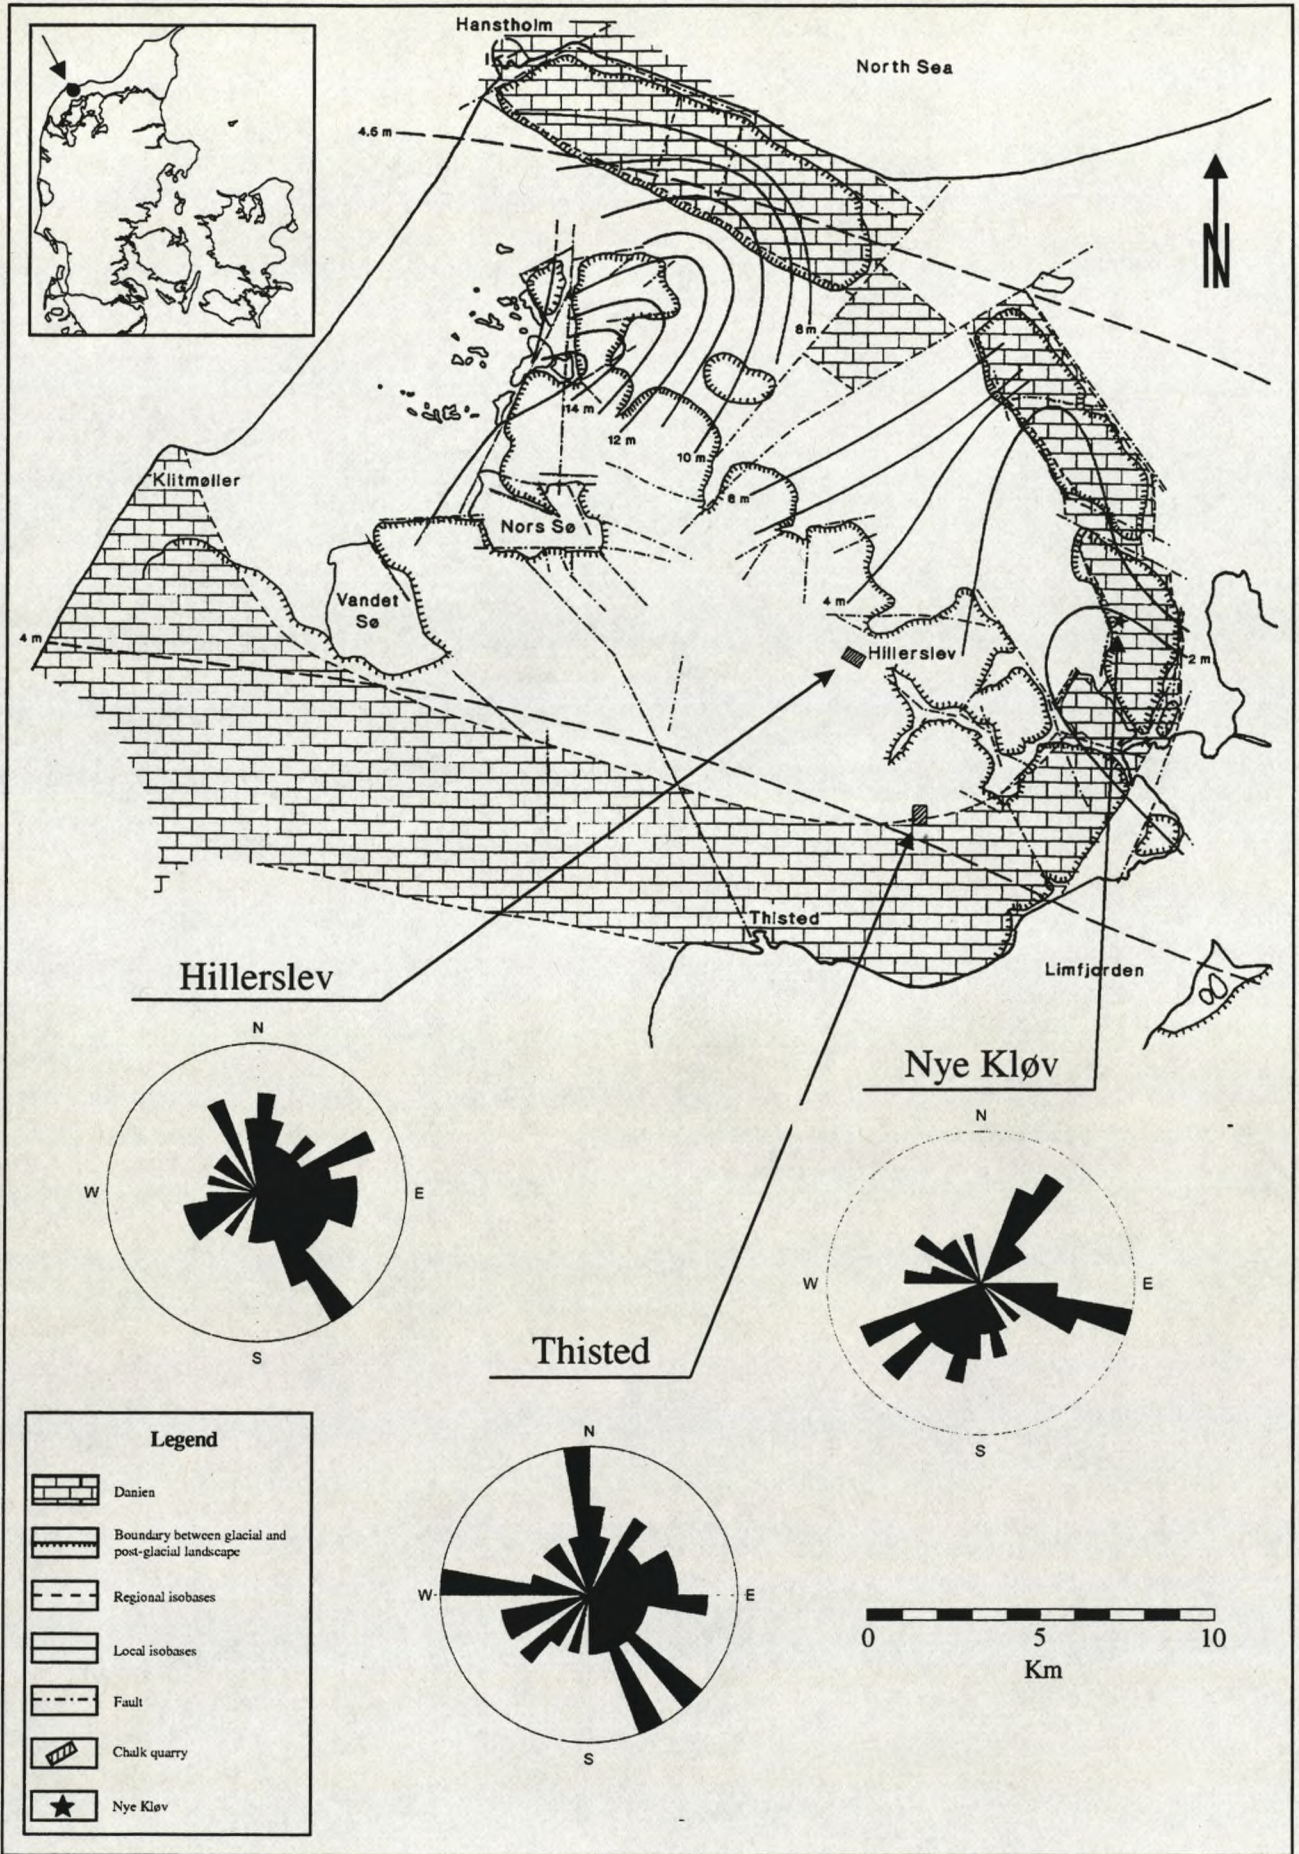 Hanstholm
North Sea
4.5 m
N
8 m
14 m
12 m
10 m
8 m
Klitmøller
Nors Sø
Vandet
Sø
4 m
4 m
Hillerslev
2 m
Thisted
Limfjorden
Hillerslev
N
W
E
S
Nye Kløv
N
W
E
S
Thisted
N
W
E
S
Legend
Danien
Boundary between glacial and
post-glacial landscape
Regional isobases
Local isobases
Fault
Chalk quarry
Nye Kløv
0
5
10
Km